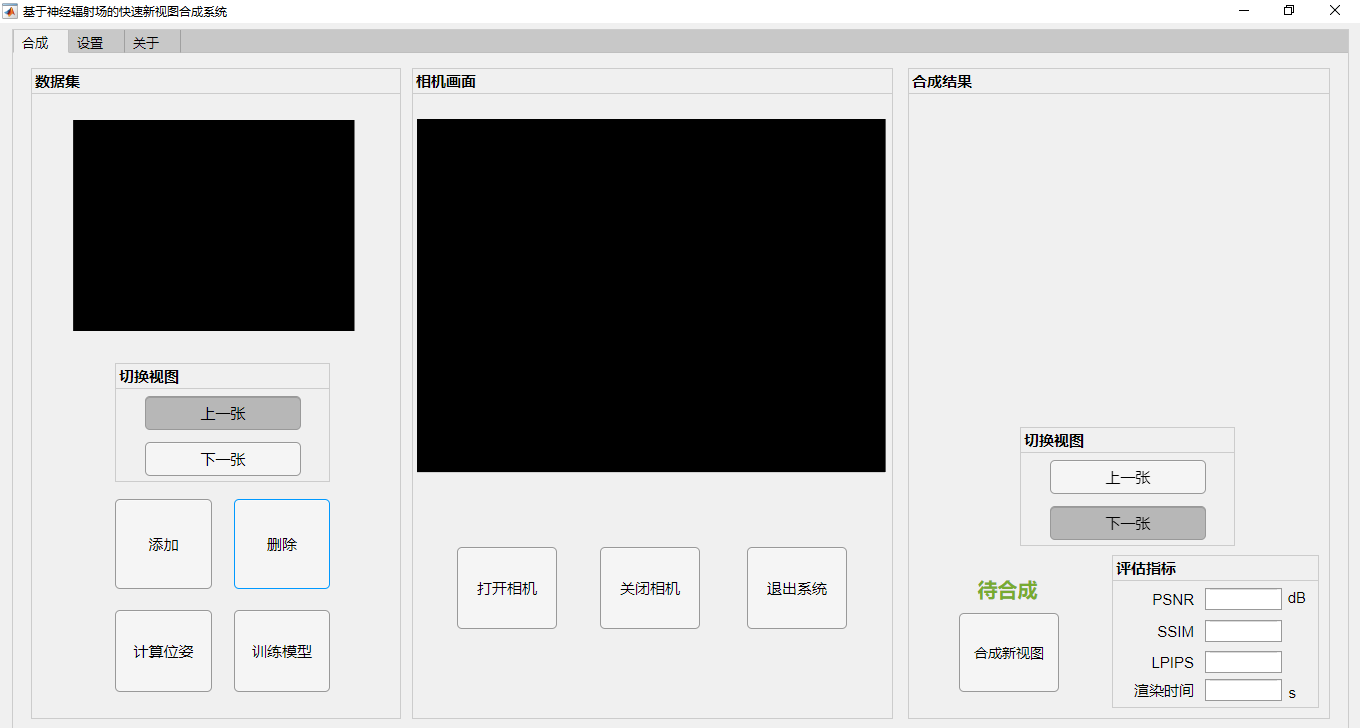 基于神经辐射场的快速新视图合成系统
合成 设置 关于
数据集
切换视图
上一张
下一张
添加 删除
计算位姿 训练模型
相机画面
打开相机 关闭相机 退出系统
合成结果
切换视图
上一张
下一张
待合成
合成新视图
评估指标
PSNR dB
SSIM
LPIPS
渲染时间 s